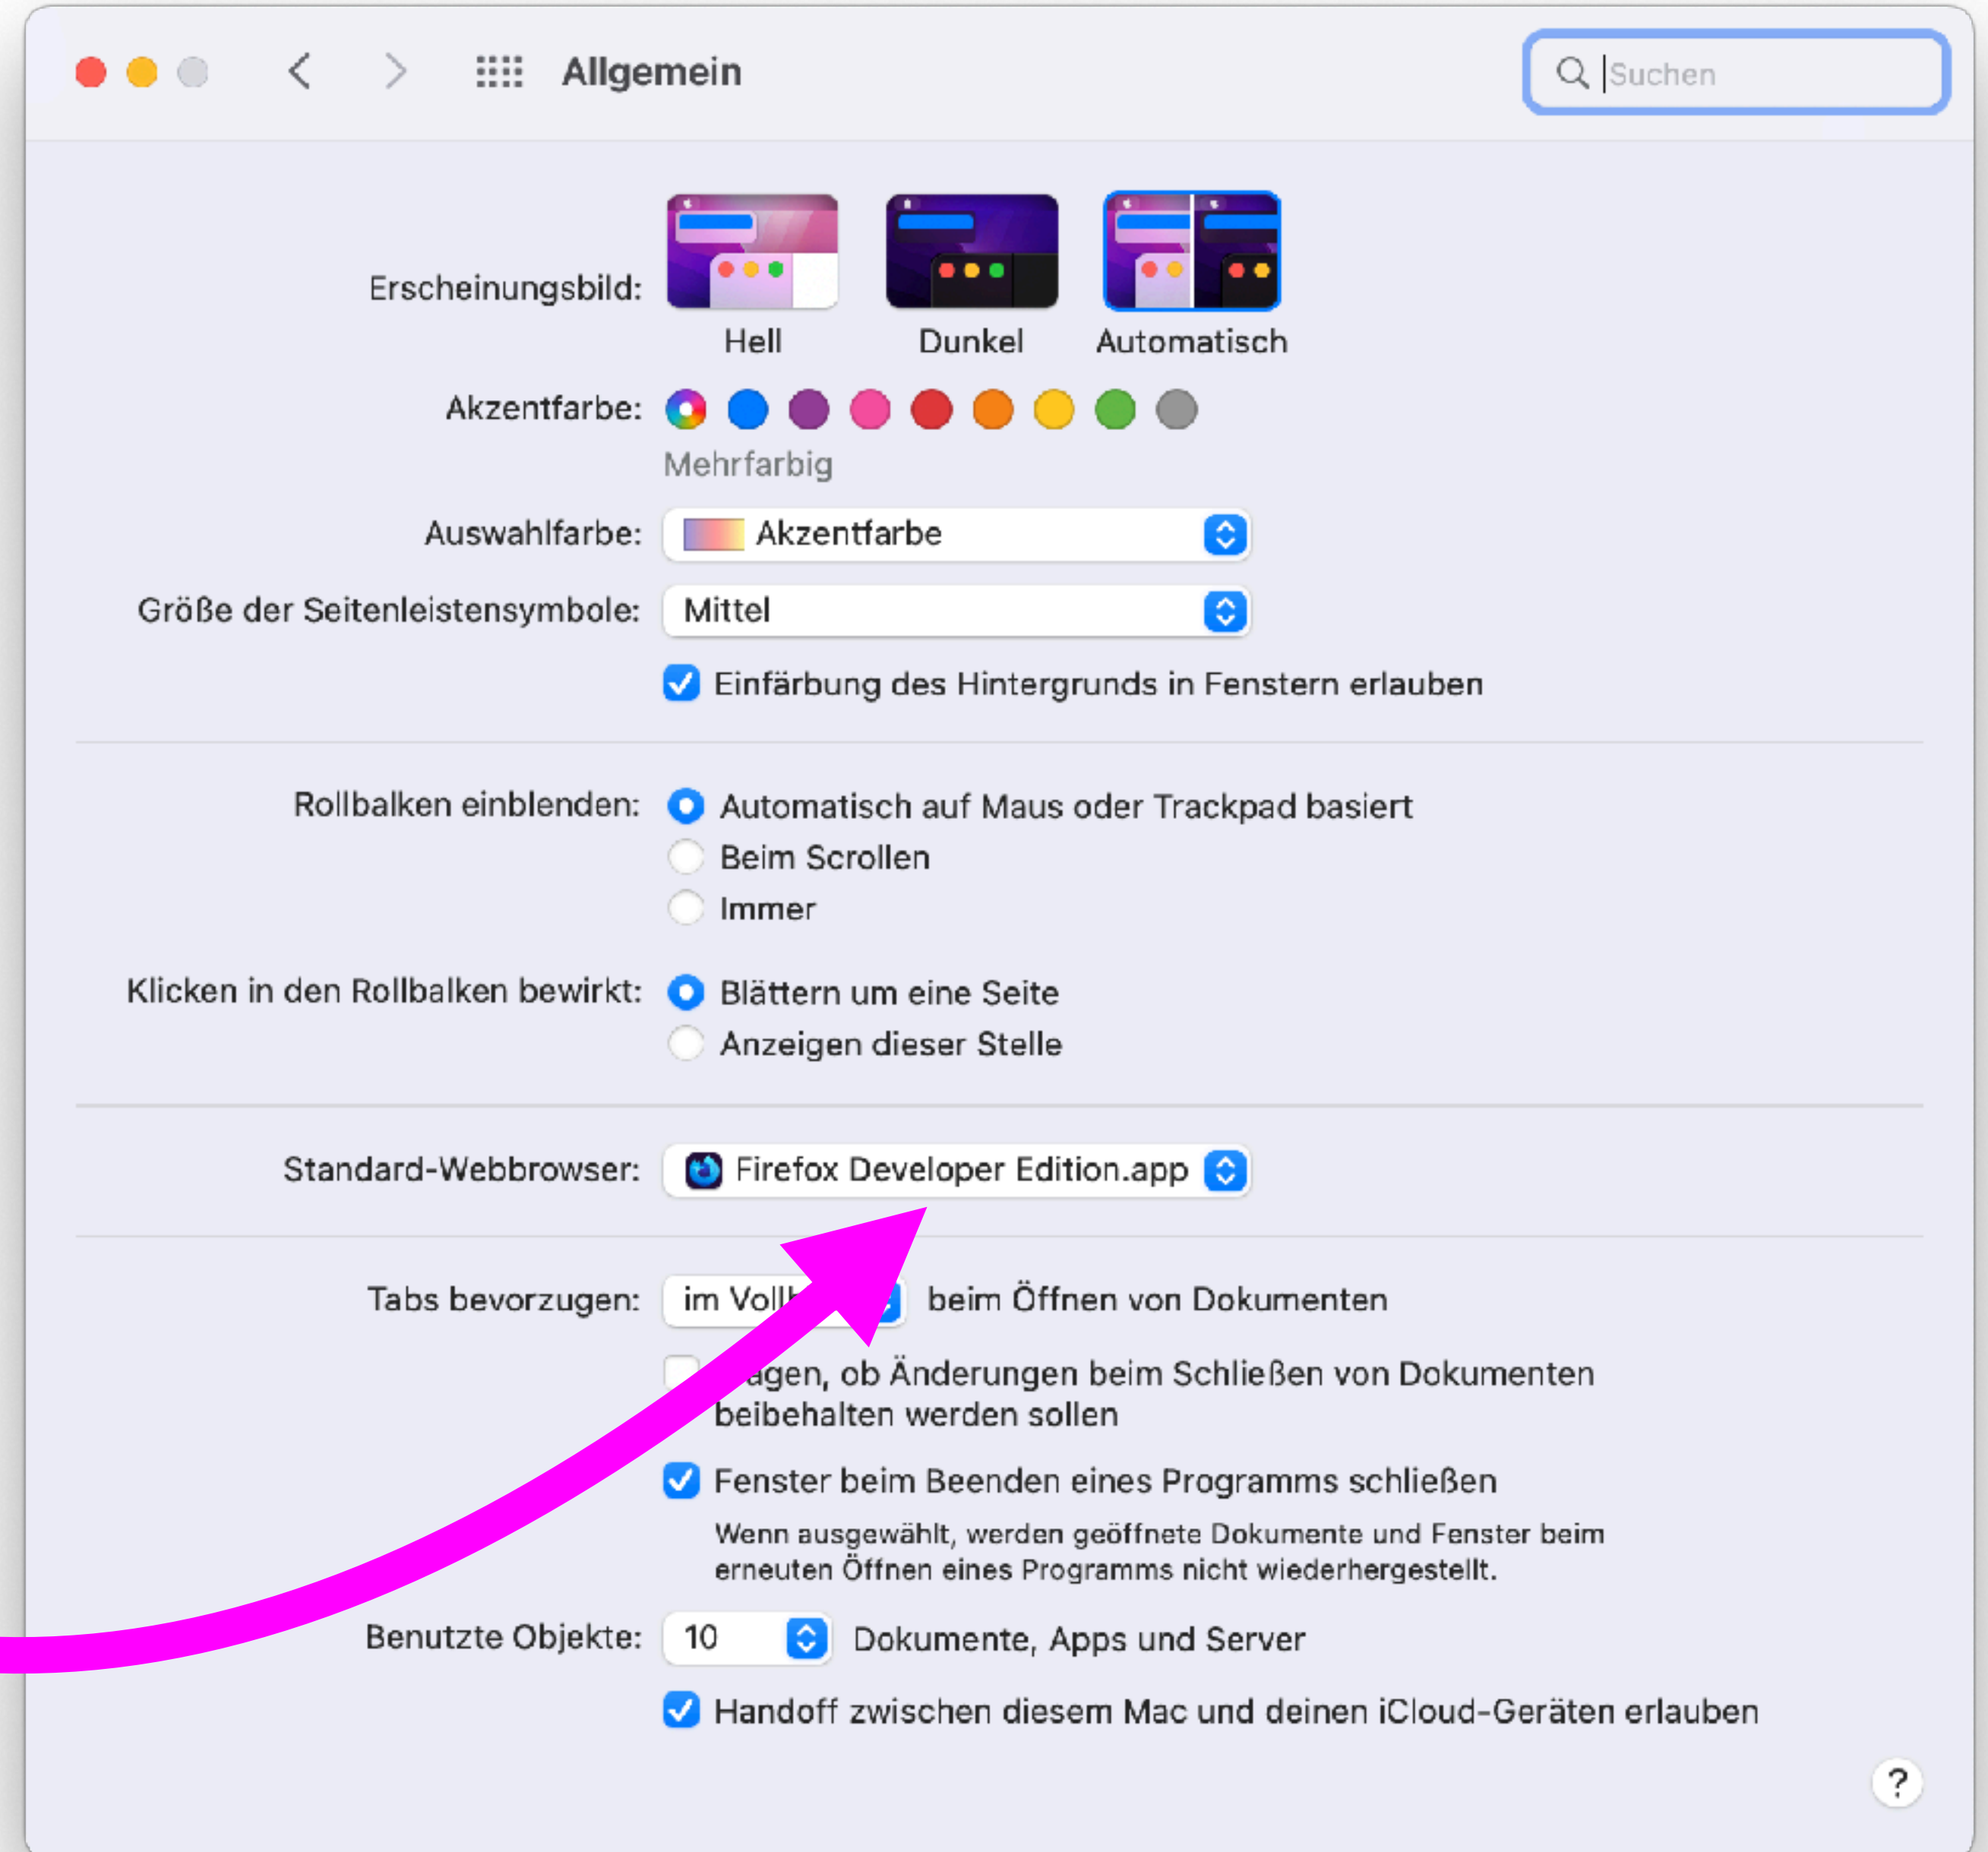 Allgemein
Suchen
Erscheinungsbild:
Hell
Dunkel
Automatisch
Akzentfarbe:
Mehrfarbig
Auswahlfarbe: Akzentfarbe
Größe der Seitenleistensymbole: Mittel
Einfärbung des Hintergrunds in Fenstern erlauben
Rollbalken einblenden: Automatisch auf Maus oder Trackpad basiert
Beim Scrollen
Immer
Klicken in den Rollbalken bewirkt: Blättern um eine Seite
Anzeigen dieser Stelle
Standard-Webbrowser: Firefox Developer Edition.app
Tabs bevorzugen: im beim Öffnen von Dokumenten
ob Änderungen beim Schließen von Dokumenten
beibehalten werden sollen
Fenster beim Beenden eines Programms schließen
Wenn ausgewählt, werden geöffnete Dokumente und Fenster beim
erneuten Öffnen eines Programms nicht wiederhergestellt.
Benutzte Objekte: 10 Dokumente, Apps und Server
Handoff zwischen diesem Mac und deinen iCloud-Geräten erlauben
?